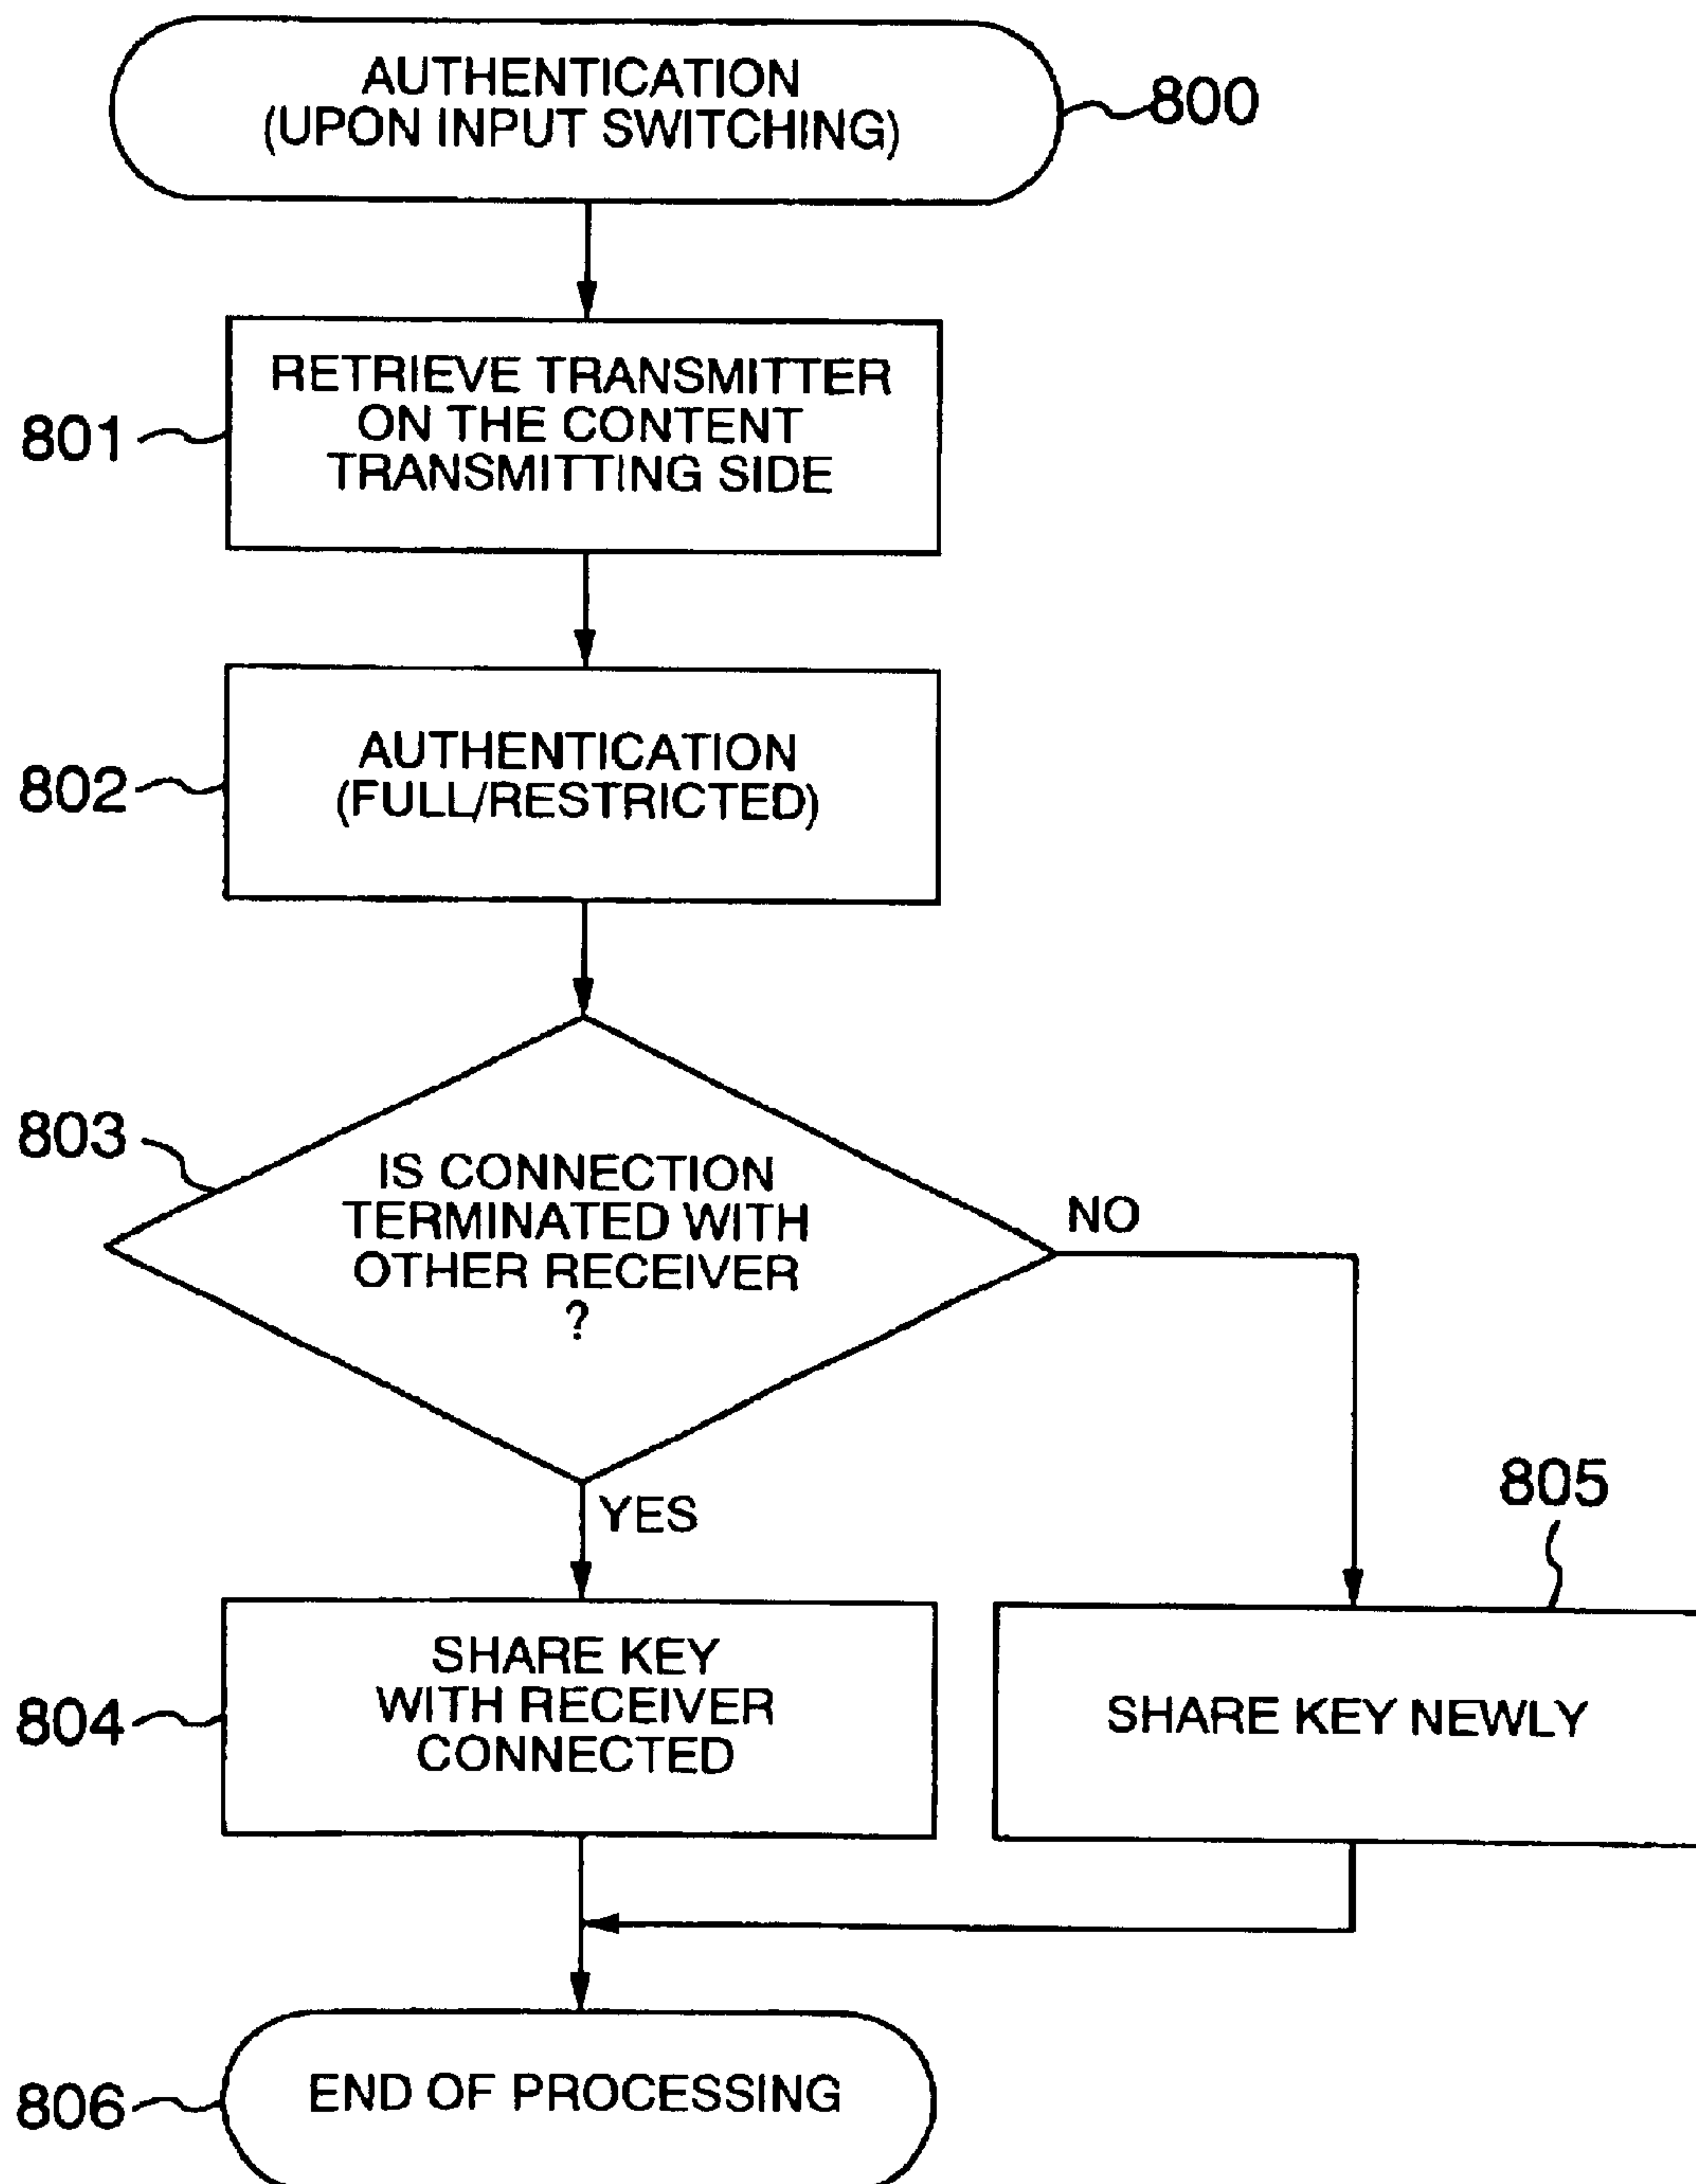 AUTHENTICATION
(UPON INPUT SWITCHING)
800
RETRIEVE TRANSMITTER
ON THE CONTENT
TRANSMITTING SIDE
801
AUTHENTICATION
(FULL/RESTRICTED)
802
803
IS CONNECTION
TERMINATED WITH
OTHER RECEIVER
?
NO
YES
805
SHARE KEY
WITH RECEIVER
CONNECTED
804
SHARE KEY NEWLY
END OF PROCESSING
806